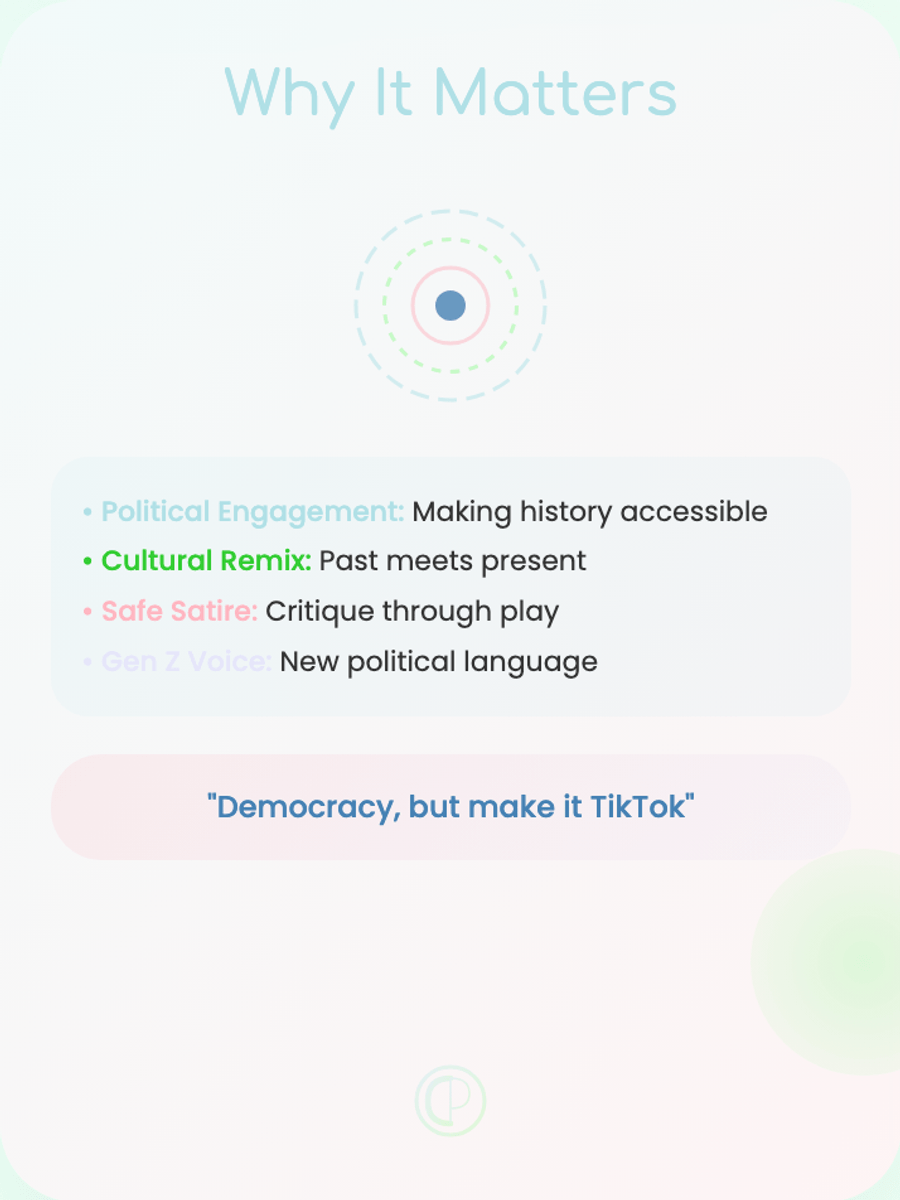 Why It Matters
• Political Engagement: Making history accessible
• Cultural Remix: Past meets present
• Safe Satire: Critique through play
• Gen Z Voice: New political language
"Democracy, but make it TikTok"
CP